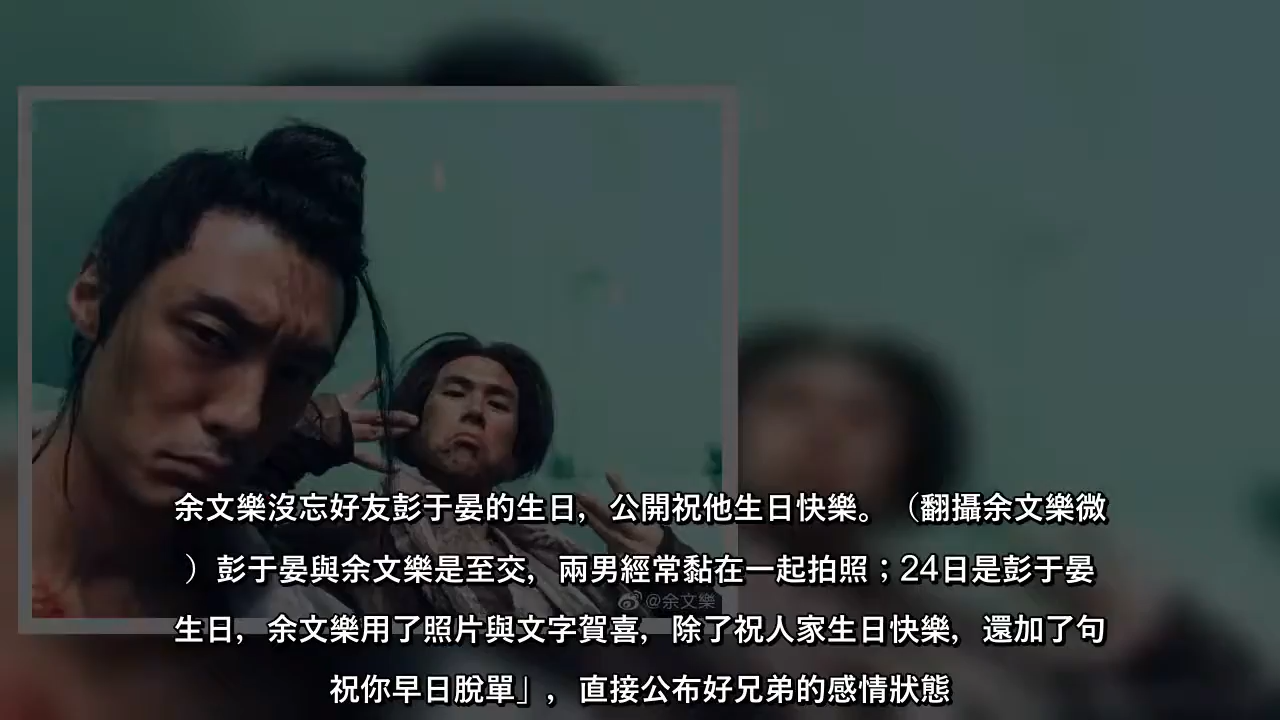 余文樂沒忘好友彭于晏的生日，公開祝他生日快樂。（翻攝余文樂微
）彭于晏與余文樂是至交，兩男經常黏在一起拍照；24日是彭于晏
@余文樂
生日，余文樂用了照片與文字賀喜，除了祝人家生日快樂，還加了句
祝你早日脫單」，直接公布好兄弟的感情狀態